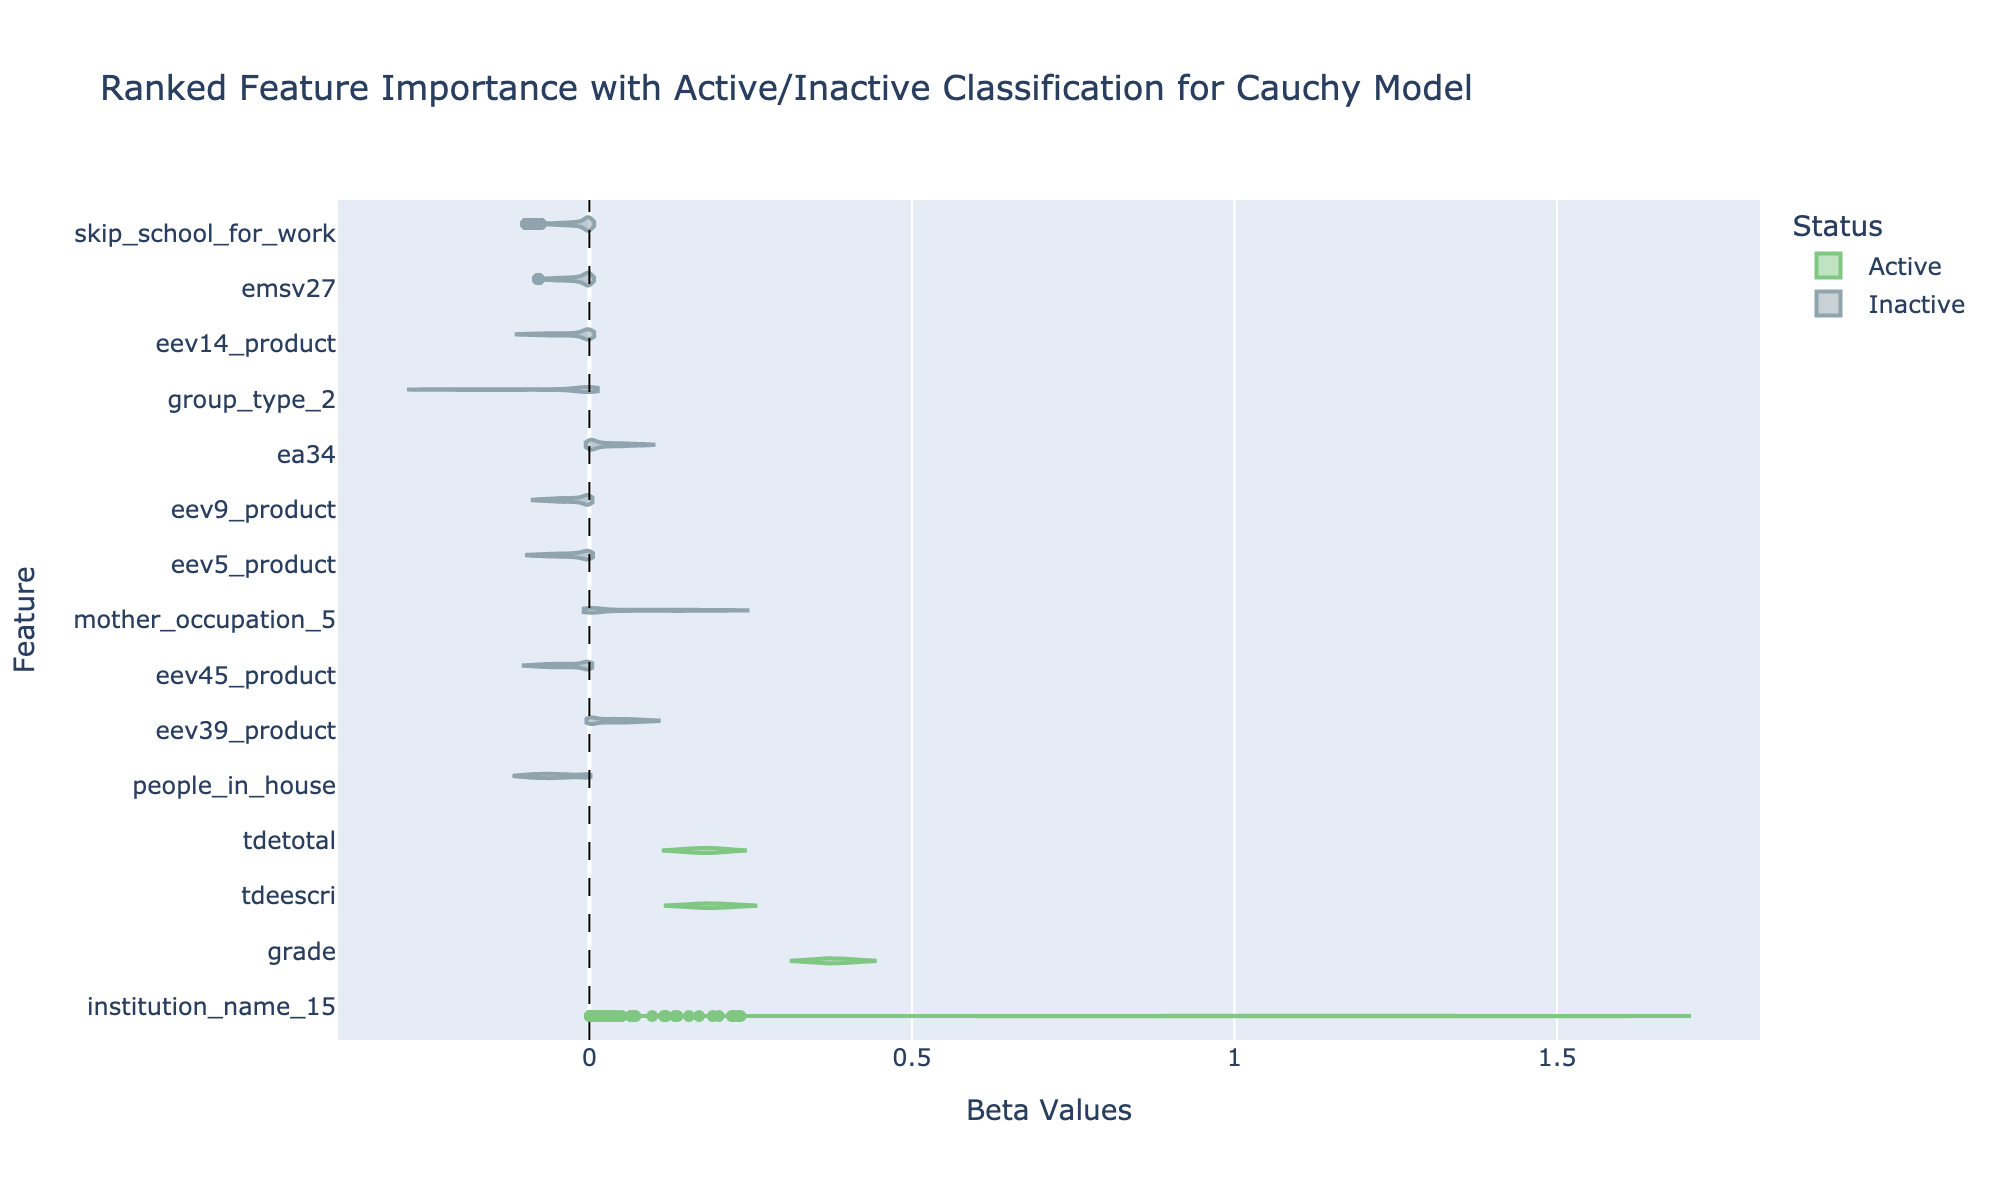 Ranked Feature Importance with Active/Inactive Classification for Cauchy Model
Status
Active
Inactive
Feature
skip_school_for_work
emsv27
eev14_product
group_type_2
ea34
eev9_product
eev5_product
mother_occupation_5
eev45_product
eev39_product
people_in_house
tdetotal
tdeescri
grade
institution_name_15
0
0.5
1
1.5
Beta Values